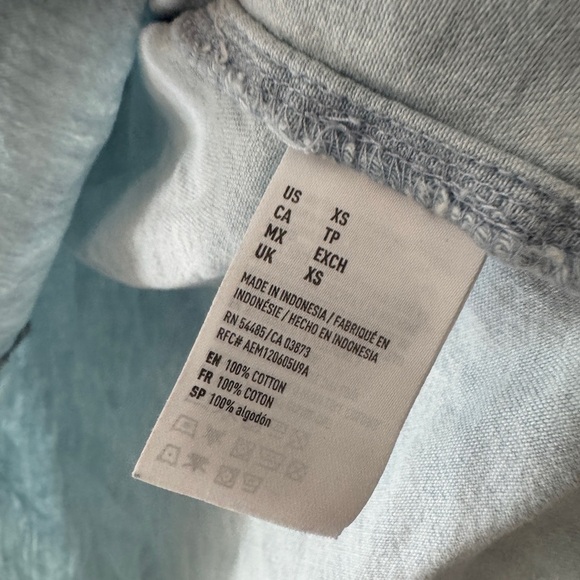 US XS
CA TP
MX EXCH
UK XS
MADE IN INDONESIA / FABRIQUÉ EN
INDONÉSIE / HECHO EN INDONESIA
RN 54485/CA 03873
RFC# AEM120605U9A
EN 100% COTTON
FR 100% COTON
SP 100% algodón